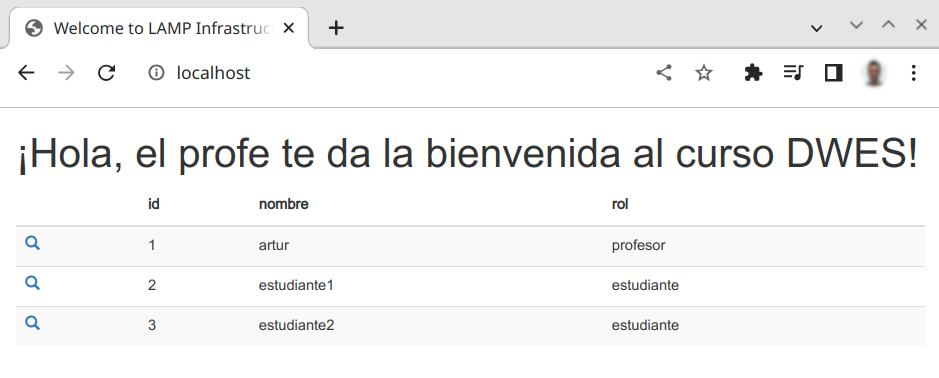 Welcome to LAMP Infrastruc
localhost
¡Hola, el profe te da la bienvenida al curso DWES!
id nombre rol
1 artur profesor
2 estudiante1 estudiante
3 estudiante2 estudiante